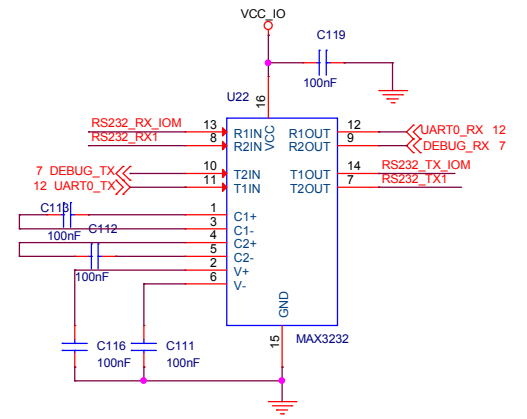 VCC_IO
C119
100nF
U22
16
VCC
RS232_RX_IOM 13 R1IN R1OUT 12 UART0_RX 12
RS232_RX1 8 R2IN R2OUT 9 DEBUG_RX 7
7 DEBUG_TX 10 T2IN T1OUT 14 RS232_TX_IOM
12 UART0_TX 11 T1IN T2OUT 7 RS232_TX1
C113 1 C1+
100nF 3 C1-
C112 4 C2+
100nF 5 C2-
2 V+
6 V-
GND
15
MAX3232
C116
100nF
C111
100nF